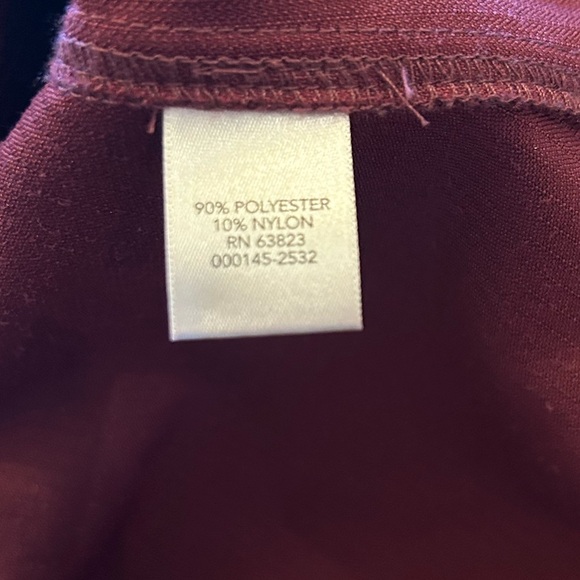 90% POLYESTER
10% NYLON
RN 63823
000145-2532